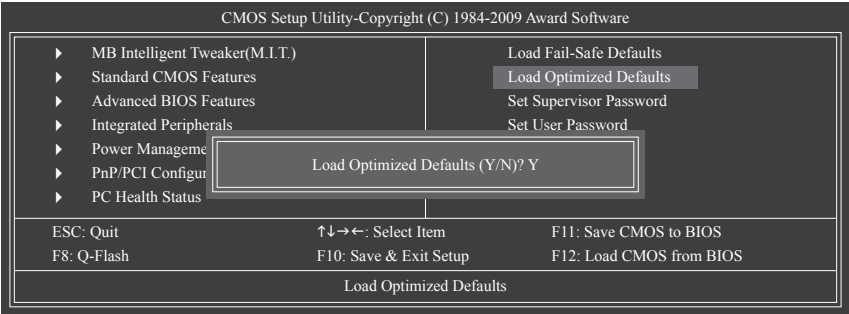 CMOS Setup Utility-Copyright (C) 1984-2009 Award Software
MB Intelligent Tweaker(M.I.T.)
Standard CMOS Features
Advanced BIOS Features
Integrated Peripherals
Power Manageme
PnP/PCI Configur
PC Health Status
Load Fail-Safe Defaults
Load Optimized Defaults
Set Supervisor Password
Set User Password
Load Optimized Defaults (Y/N)? Y
ESC: Quit
↑↓→←: Select Item
F11: Save CMOS to BIOS
F8: Q-Flash
F10: Save & Exit Setup
F12: Load CMOS from BIOS
Load Optimized Defaults